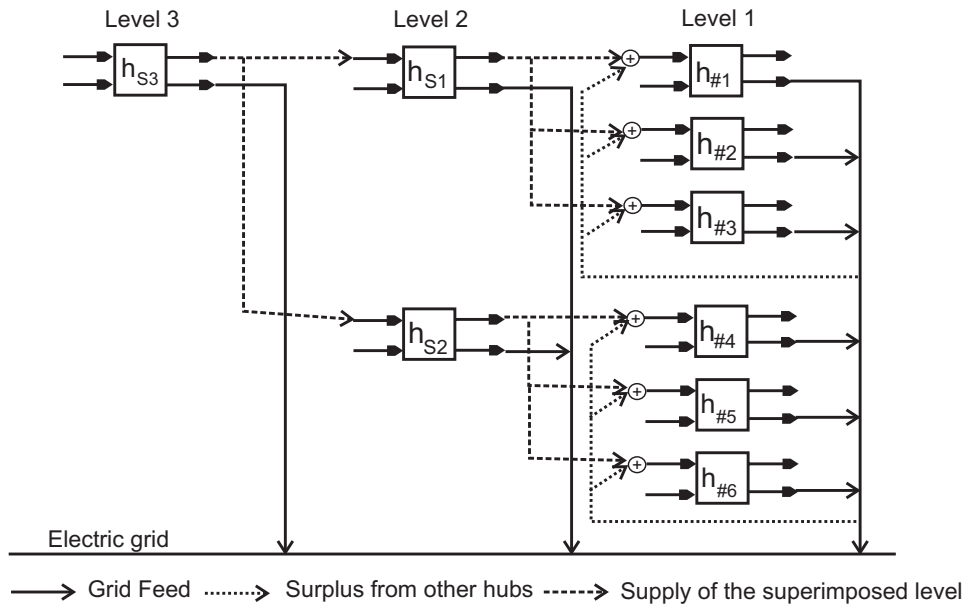 Level 3
Level 2
Level 1
hS3
hS1
h#1
h#2
h#3
hS2
h#4
h#5
h#6
+
+
+
+
+
+
Electric grid
Grid Feed
Surplus from other hubs
Supply of the superimposed level